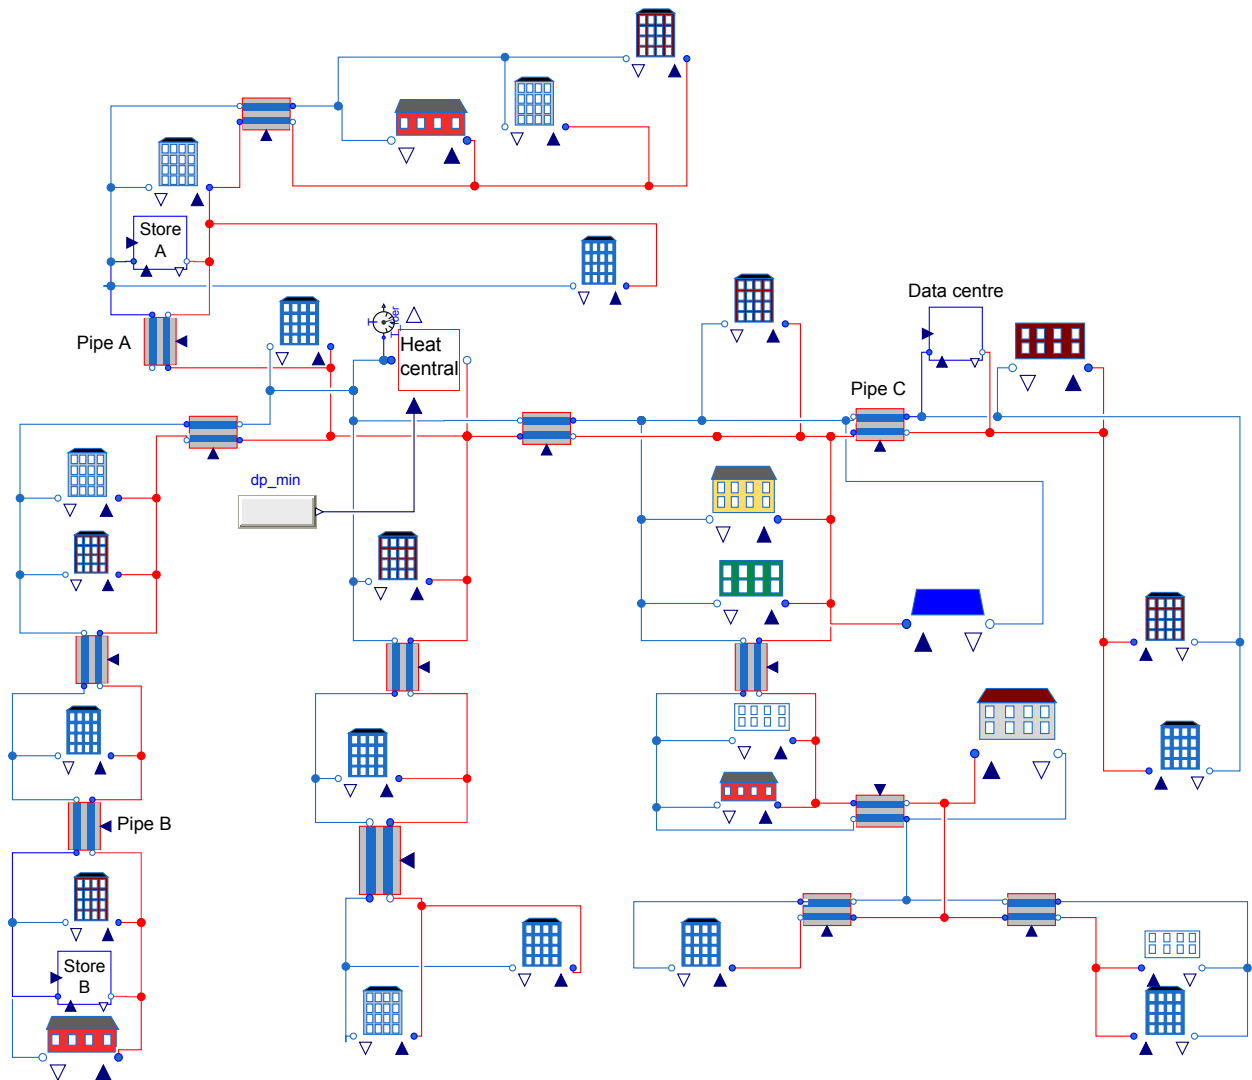 Store
A
Data centre
Pipe A
Heat
central
Pipe C
dp_min
Pipe B
Store
B